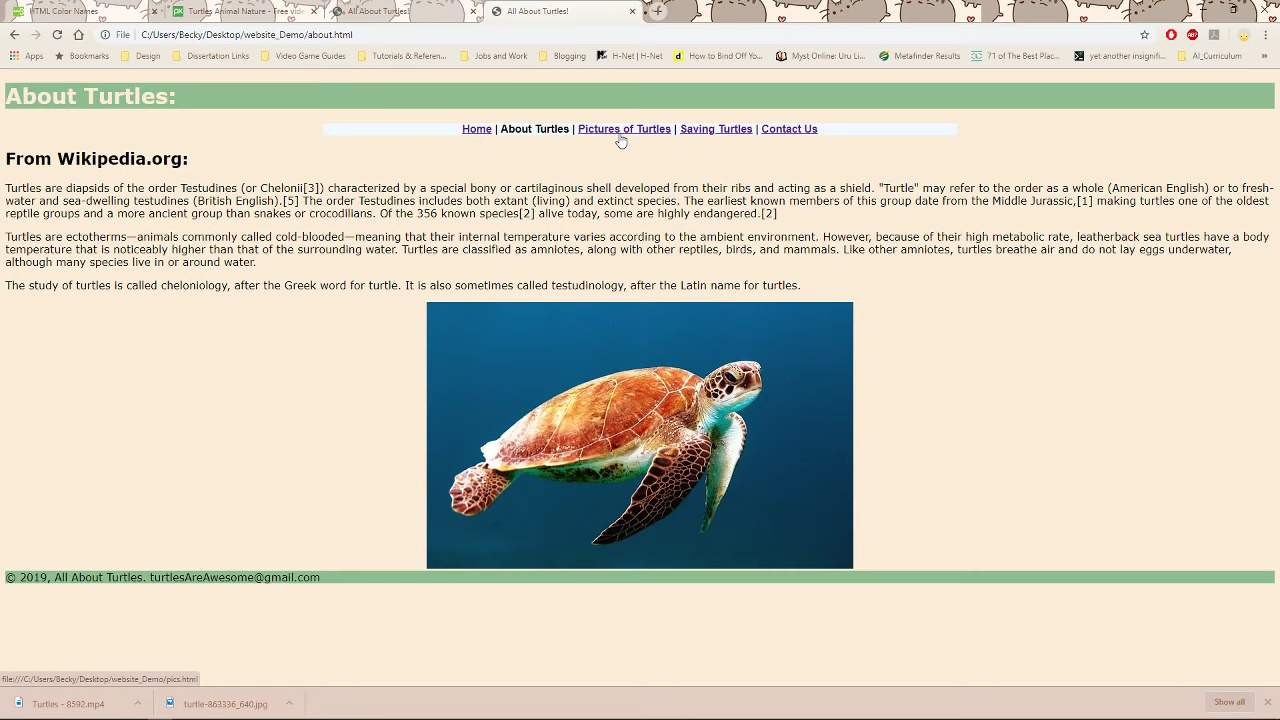 HTML Color Names
Turtles Animal Nature - Free vide
All About Turtles!
All About Turtles!
File | C:/Users/Becky/Desktop/website_Demo/about.html
Apps Bookmarks Design Dissertation Links Video Game Guides Tutorials & Referen... Jobs and Work Blogging H-Net | H-Net How to Bind Off Yo... Myst Online: Uru Li... Metafinder Results 71 of The Best Plac... yet another insignifi... AI_Curriculum »
About Turtles:
Home | About Turtles | Pictures of Turtles | Saving Turtles | Contact Us
From Wikipedia.org:
Turtles are diapsids of the order Testudines (or Chelonii[3]) characterized by a special bony or cartilaginous shell developed from their ribs and acting as a shield. "Turtle" may refer to the order as a whole (American English) or to fresh-
water and sea-dwelling testudines (British English).[5] The order Testudines includes both extant (living) and extinct species. The earliest known members of this group date from the Middle Jurassic,[1] making turtles one of the oldest
reptile groups and a more ancient group than snakes or crocodilians. Of the 356 known species[2] alive today, some are highly endangered.[2]
Turtles are ectotherms—animals commonly called cold-blooded—meaning that their internal temperature varies according to the ambient environment. However, because of their high metabolic rate, leatherback sea turtles have a body
temperature that is noticeably higher than that of the surrounding water. Turtles are classified as amniotes, along with other reptiles, birds, and mammals. Like other amniotes, turtles breathe air and do not lay eggs underwater,
although many species live in or around water.
The study of turtles is called cheloniology, after the Greek word for turtle. It is also sometimes called testudinology, after the Latin name for turtles.
© 2019, All About Turtles. turtlesAreAwesome@gmail.com
file:///C:/Users/Becky/Desktop/website_Demo/pics.html
Turtles - 8592.mp4
turtle-863336_640.jpg
Show all